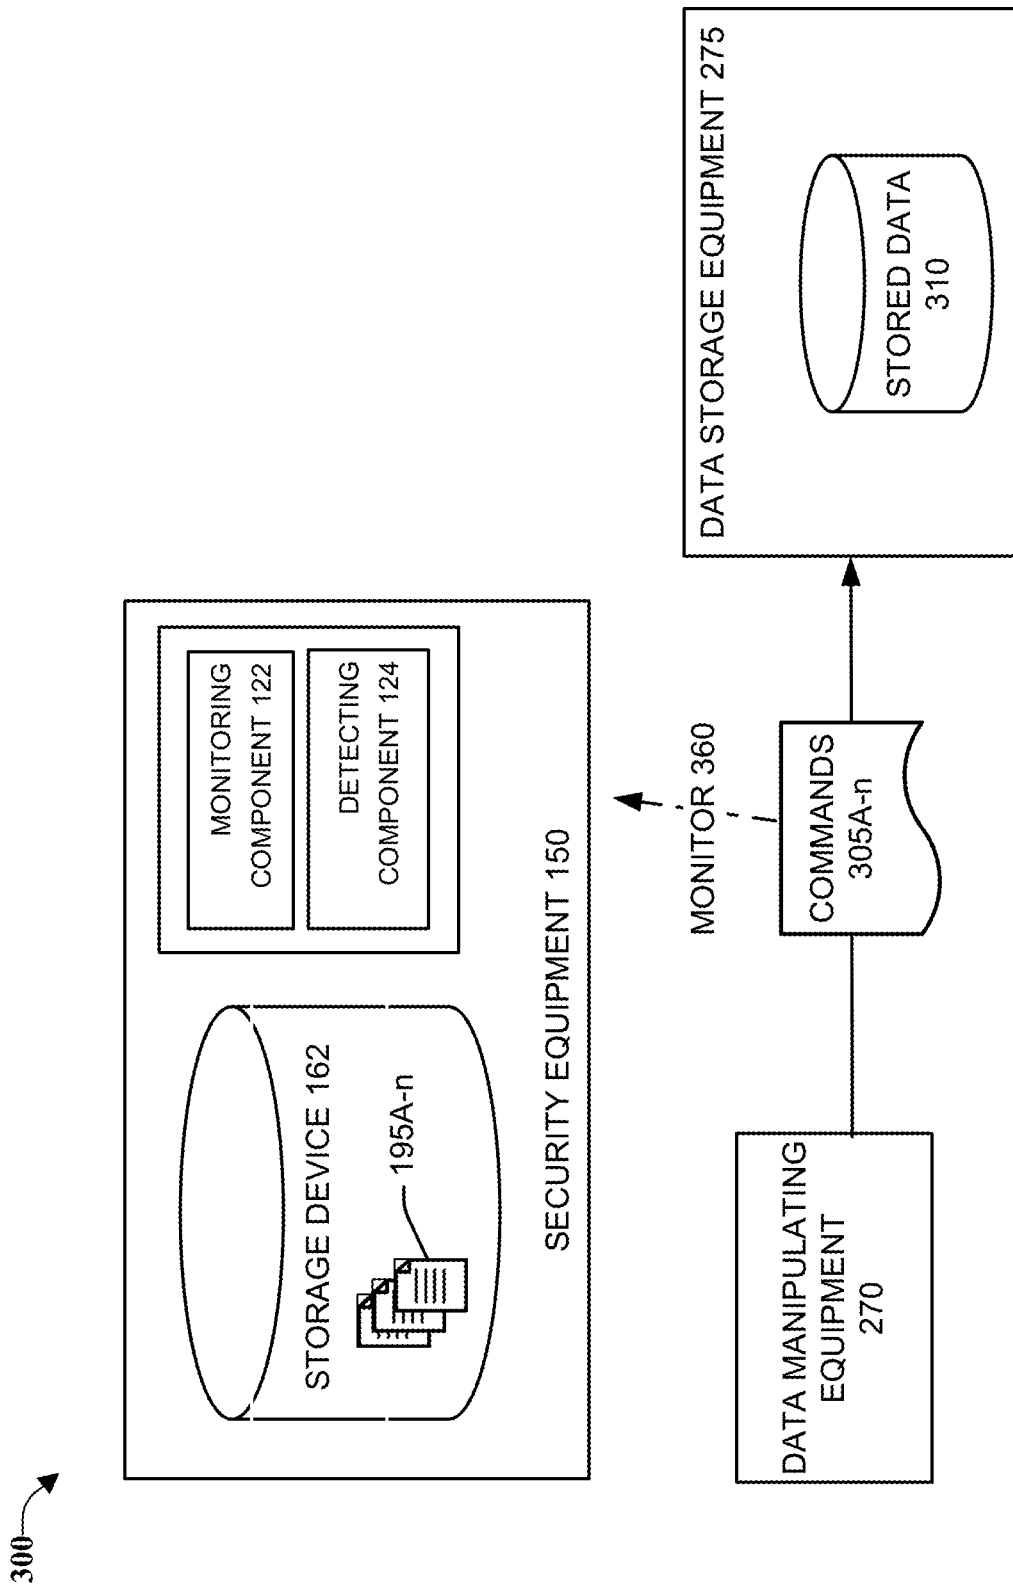 300
STORAGE DEVICE 162
195A-n
MONITORING
COMPONENT 122
DETECTING
COMPONENT 124
SECURITY EQUIPMENT 150
MONITOR 360
DATA MANIPULATING
EQUIPMENT
270
COMMANDS
305A-n
DATA STORAGE EQUIPMENT 275
STORED DATA
310